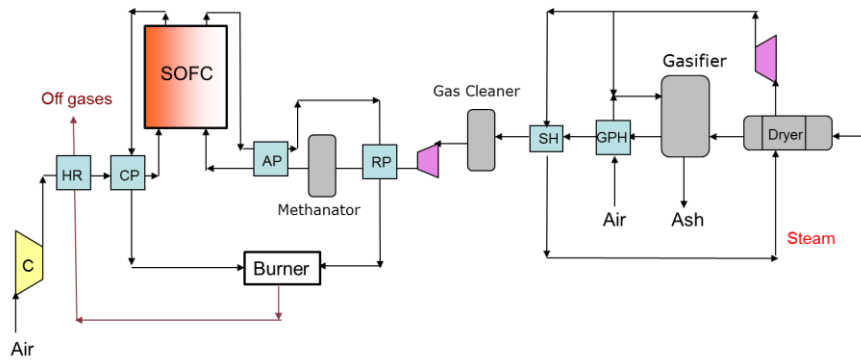 SOFC
Gasifier
Gas Cleaner
Off gases
Dryer
HR
CP
AP
RP
SH
GPH
Methanator
Air
Ash
Steam
C
Burner
Air